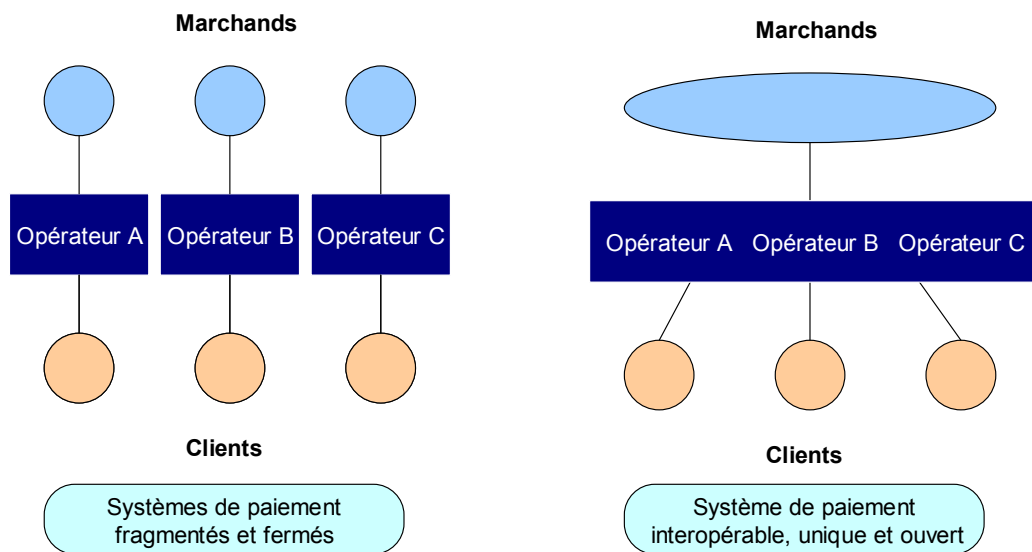 Marchands
Opérateur A
Opérateur B
Opérateur C
Clients
Systèmes de paiement
fragmentés et fermés
Marchands
Opérateur A
Opérateur B
Opérateur C
Clients
Système de paiement
interopérable, unique et ouvert